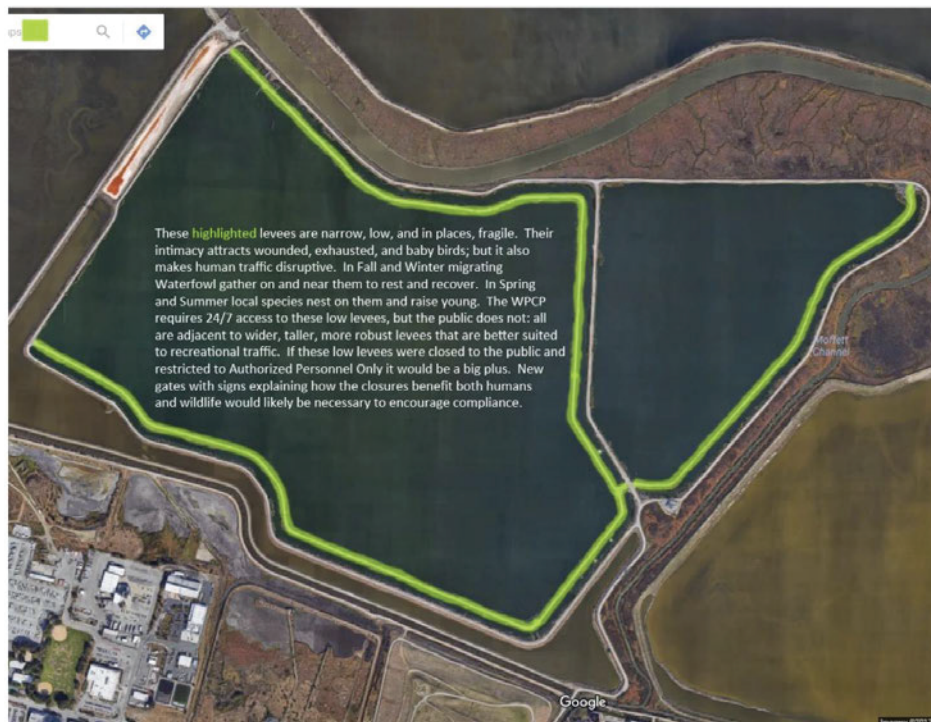 ps
These highlighted levees are narrow, low, and in places, fragile. Their
intimacy attracts wounded, exhausted, and baby birds; but it also
makes human traffic disruptive. In Fall and Winter migrating
Waterfowl gather on and near them to rest and recover. In Spring
and Summer local species nest on them and raise young. The WPCP
requires 24/7 access to these low levees, but the public does not: all
are adjacent to wider, taller, more robust levees that are better suited
to recreational traffic. If these low levees were closed to the public and
restricted to Authorized Personnel Only it would be a big plus. New
gates with signs explaining how the closures benefit both humans
and wildlife would likely be necessary to encourage compliance.
Moffett
Channel
Google